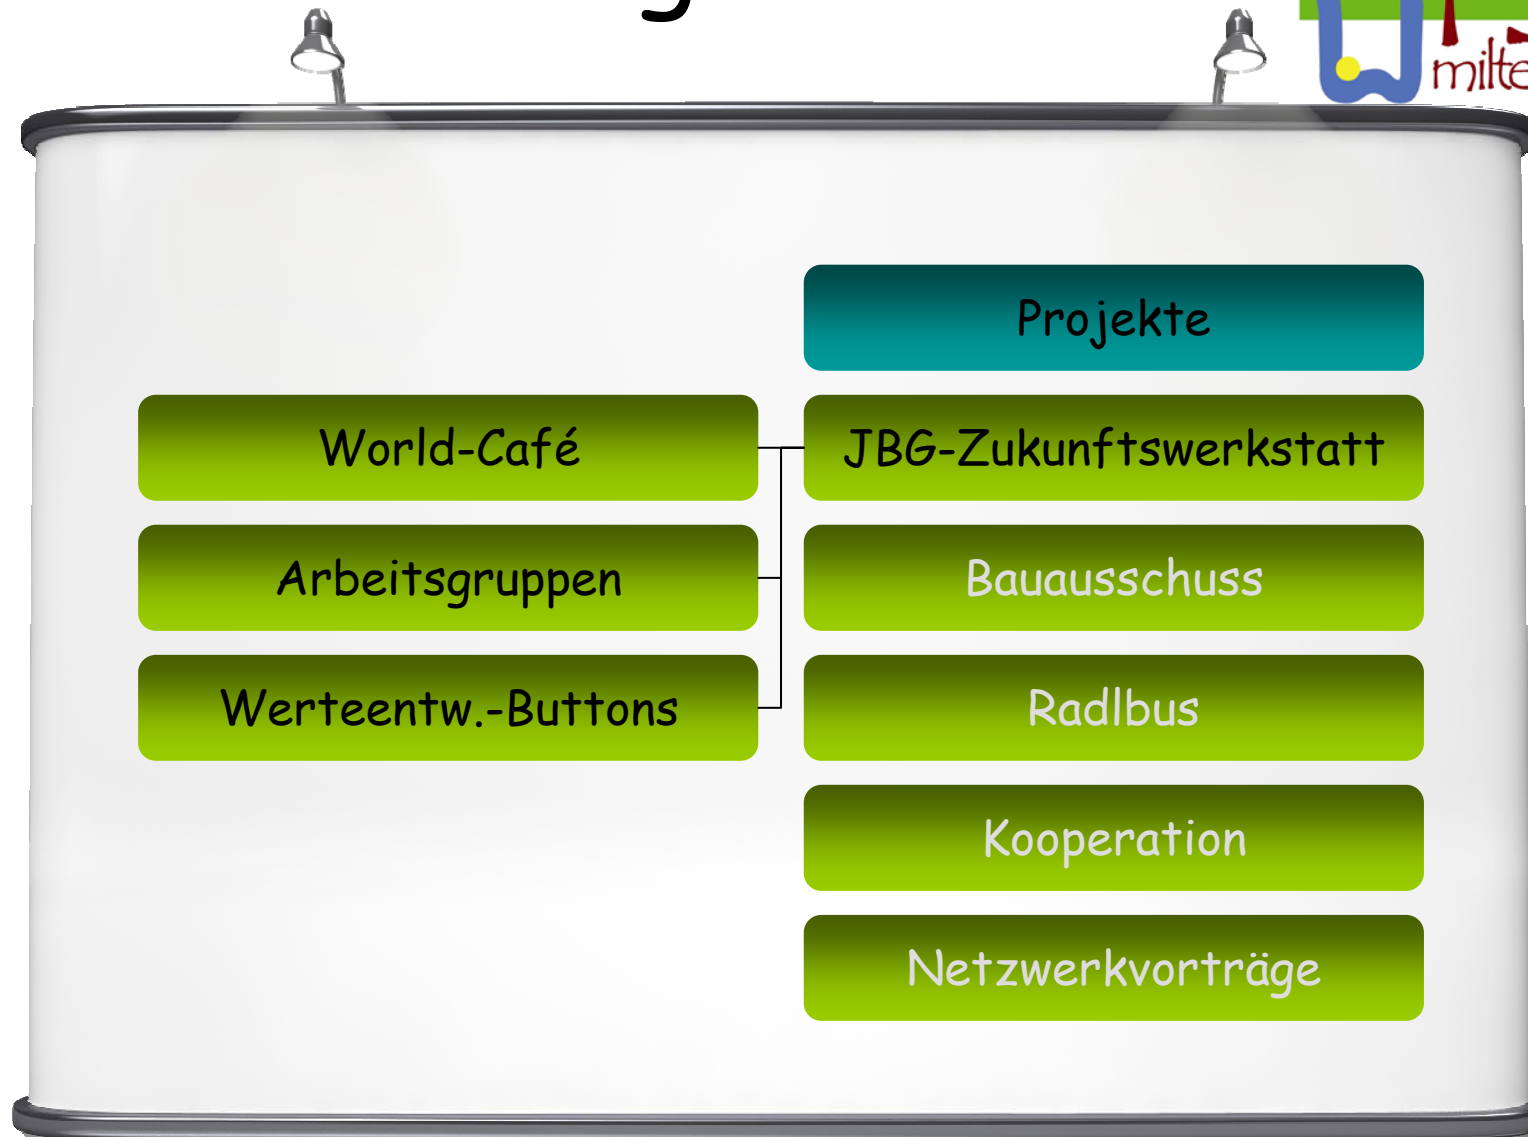 Projekte
World-Café
JBG-Zukunftswerkstatt
Arbeitsgruppen
Bauausschuss
Werteentw.-Buttons
Radlbus
Kooperation
Netzwerkvorträge